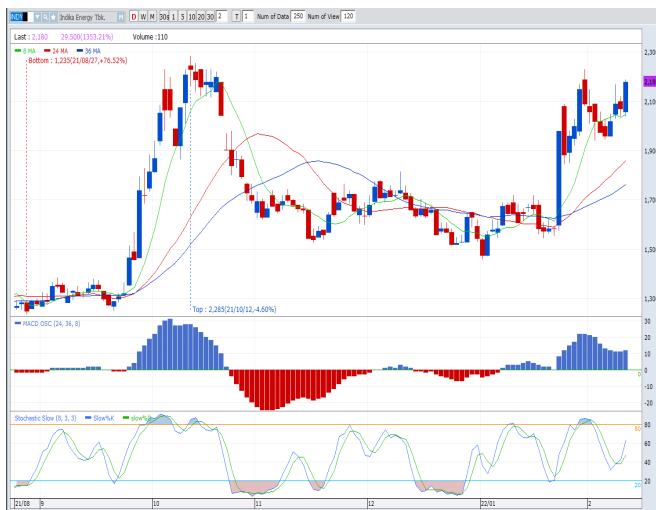 INDY Indika Energy Tbk. M D W M 30s 1 5 10 20 30 2 T 1 Num of Data 250 Num of View 120
Last : 2,180 29,500(1353.21%) Volume :110
8 MA 24 MA 36 MA
Bottom : 1,235(21/08/27,+76.52%)
2,30
2,18
2,10
1,90
1,70
1,50
1,30
Top : 2,285(21/10/12,-4.60%)
MACD OSC (24, 36, 8)
30
20
10
0
-10
-20
Stochastic Slow (8, 3, 3) Slow%K slow%
80
80
60
40
20
20
21/08 9 10 11 12 22/01 2